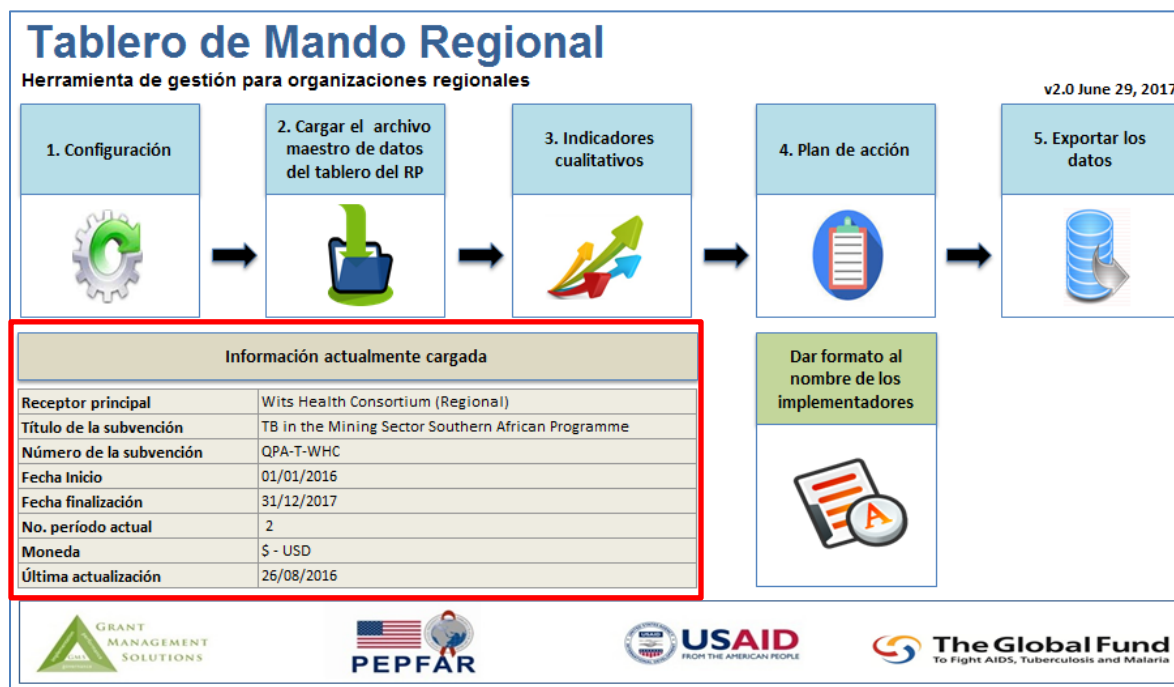 Tablero de Mando Regional
Herramienta de gestión para organizaciones regionales
v2.0 June 29, 2017
1. Configuración
2. Cargar el archivo
maestro de datos
del tablero del RP
3. Indicadores
cualitativos
4. Plan de acción
5. Exportar los
datos
Información actualmente cargada
Receptor principal Wits Health Consortium (Regional)
Título de la subvención TB in the Mining Sector Southern African Programme
Número de la subvención QPA-T-WHC
Fecha Inicio 01/01/2016
Fecha finalización 31/12/2017
No. período actual 2
Moneda $ - USD
Última actualización 26/08/2016
Dar formato al
nombre de los
implementadores
A
GRANT
MANAGEMENT
SOLUTIONS
GMS
PEPFAR
USAID
FROM THE AMERICAN PEOPLE
The Global Fund
To Fight AIDS, Tuberculosis and Malaria